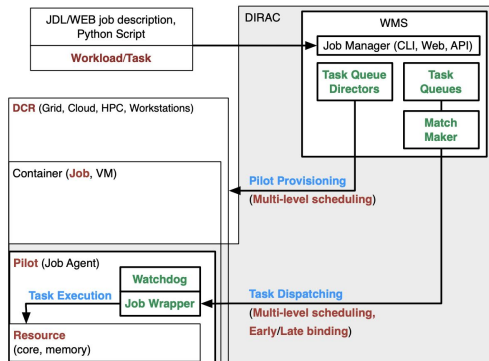 JDL/WEB job description,
Python Script
Workload/Task
DIRAC
WMS
Job Manager (CLI, Web, API)
Task Queue
Directors
Task
Queues
Match
Maker
DCR (Grid, Cloud, HPC, Workstations)
Container (Job, VM)
Pilot Provisioning
(Multi-level scheduling)
Pilot (Job Agent)
Watchdog
Job Wrapper
Task Execution
Task Dispatching
(Multi-level scheduling,
Early/Late binding)
Resource
(core, memory)